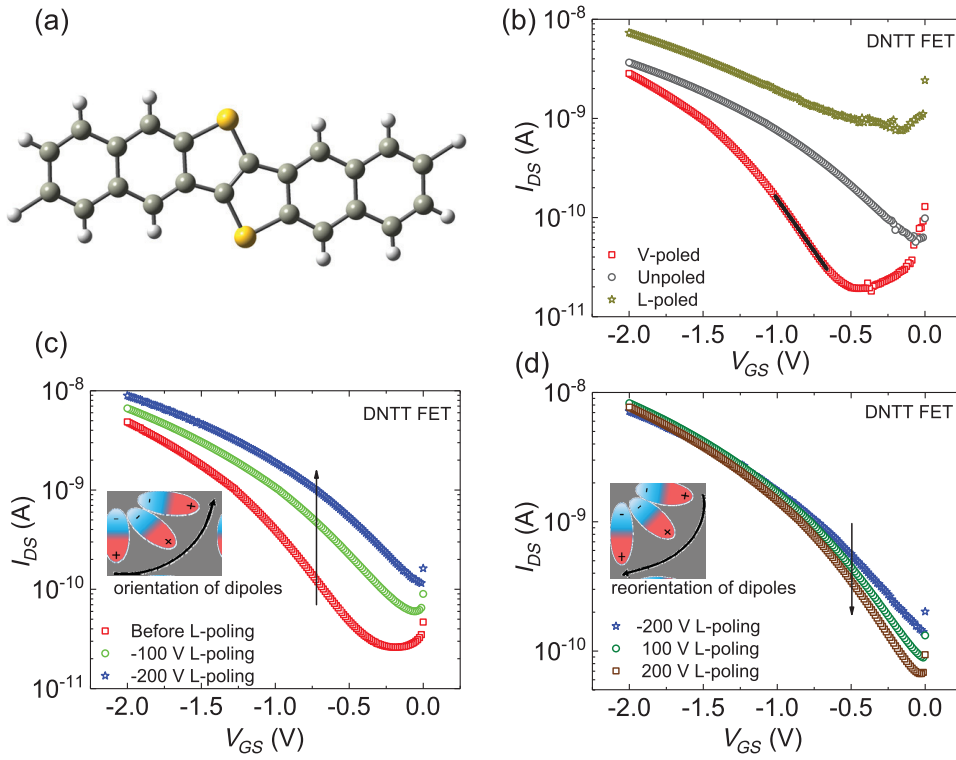 (a)
(b)
10⁻⁸
10⁻⁹
10⁻¹⁰
10⁻¹¹
I_DS (A)
DNTT FET
V-poled
Unpoled
L-poled
-2.0 -1.5 -1.0 -0.5 0.0
V_GS (V)
(c)
10⁻⁸
10⁻⁹
10⁻¹⁰
10⁻¹¹
I_DS (A)
DNTT FET
- - -
+ + +
orientation of dipoles
Before L-poling
-100 V L-poling
-200 V L-poling
-2.0 -1.5 -1.0 -0.5 0.0
V_GS (V)
(d)
10⁻⁸
10⁻⁹
10⁻¹⁰
I_DS (A)
DNTT FET
- - -
+ + +
reorientation of dipoles
-200 V L-poling
100 V L-poling
200 V L-poling
-2.0 -1.5 -1.0 -0.5 0.0
V_GS (V)